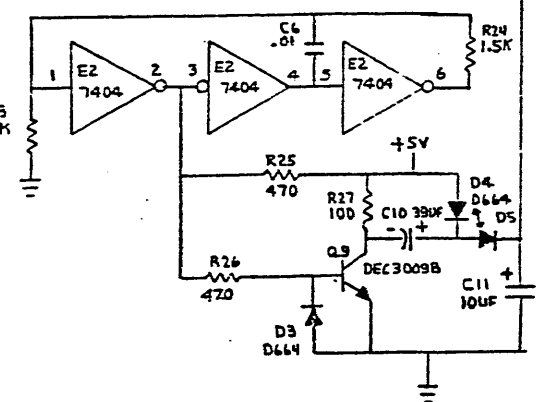 C6
.01
R24
1.5K
1
E2
7404
2
3
E2
7404
4
5
E2
7404
6
K
+5V
R25
470
R27
100
C10 39UF
- +
D4
D664
D5
R26
470
Q9
DEC3009B
D3
D664
+
C11
10UF